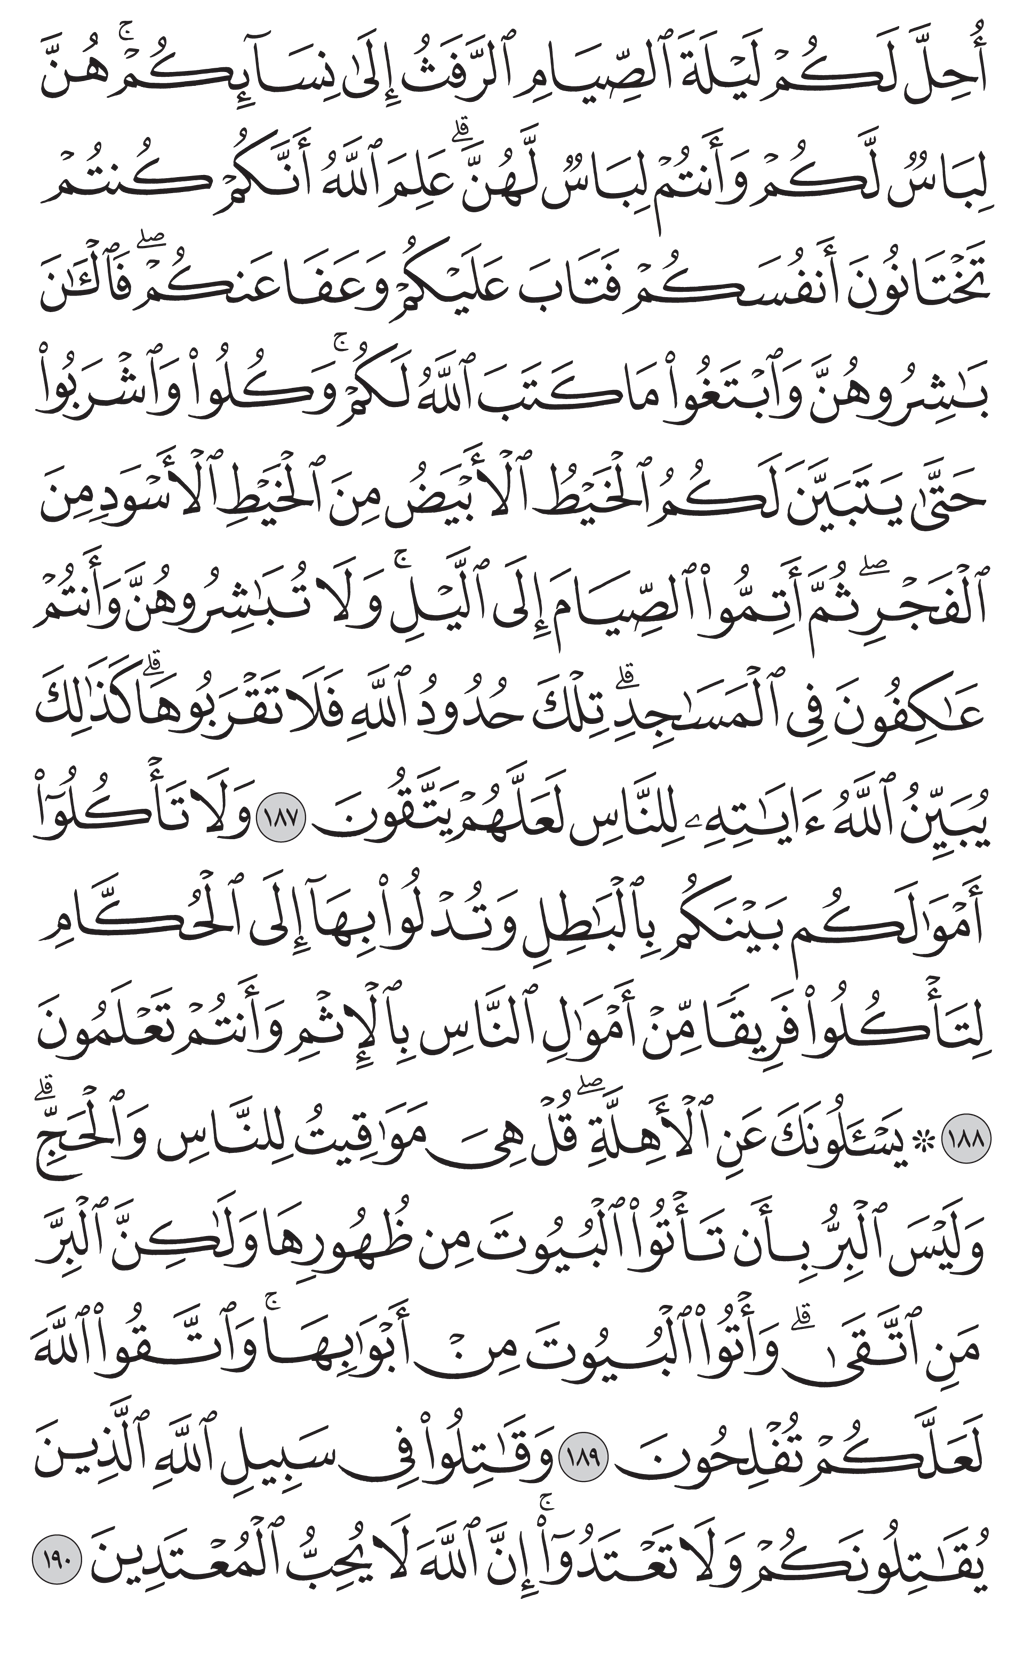 أُحِلَّ لَكُمۡ لَيۡلَةَ ٱلصِّيَامِ ٱلرَّفَثُ إِلَىٰ نِسَآئِكُمۡۚ هُنَّ
لِبَاسٞ لَّكُمۡ وَأَنتُمۡ لِبَاسٞ لَّهُنَّۗ عَلِمَ ٱللَّهُ أَنَّكُمۡ كُنتُمۡ
تَخۡتَانُونَ أَنفُسَكُمۡ فَتَابَ عَلَيۡكُمۡ وَعَفَا عَنكُمۡۖ فَٱلۡـَٰٔنَ
بَٰشِرُوهُنَّ وَٱبۡتَغُواْ مَا كَتَبَ ٱللَّهُ لَكُمۡۚ وَكُلُواْ وَٱشۡرَبُواْ
حَتَّىٰ يَتَبَيَّنَ لَكُمُ ٱلۡخَيۡطُ ٱلۡأَبۡيَضُ مِنَ ٱلۡخَيۡطِ ٱلۡأَسۡوَدِ مِنَ
ٱلۡفَجۡرِۖ ثُمَّ أَتِمُّواْ ٱلصِّيَامَ إِلَى ٱلَّيۡلِۚ وَلَا تُبَٰشِرُوهُنَّ وَأَنتُمۡ
عَٰكِفُونَ فِي ٱلۡمَسَٰجِدِۗ تِلۡكَ حُدُودُ ٱللَّهِ فَلَا تَقۡرَبُوهَاۗ كَذَٰلِكَ
يُبَيِّنُ ٱللَّهُ ءَايَٰتِهِۦ لِلنَّاسِ لَعَلَّهُمۡ يَتَّقُونَ ١٨٧ وَلَا تَأۡكُلُوٓاْ
أَمۡوَٰلَكُم بَيۡنَكُم بِٱلۡبَٰطِلِ وَتُدۡلُواْ بِهَآ إِلَى ٱلۡحُكَّامِ
لِتَأۡكُلُواْ فَرِيقٗا مِّنۡ أَمۡوَٰلِ ٱلنَّاسِ بِٱلۡإِثۡمِ وَأَنتُمۡ تَعۡلَمُونَ
١٨٨ ۞ يَسۡـَٔلُونَكَ عَنِ ٱلۡأَهِلَّةِۖ قُلۡ هِيَ مَوَٰقِيتُ لِلنَّاسِ وَٱلۡحَجِّۗ
وَلَيۡسَ ٱلۡبِرُّ بِأَن تَأۡتُواْ ٱلۡبُيُوتَ مِن ظُهُورِهَا وَلَٰكِنَّ ٱلۡبِرَّ
مَنِ ٱتَّقَىٰۗ وَأۡتُواْ ٱلۡبُيُوتَ مِنۡ أَبۡوَٰبِهَاۚ وَٱتَّقُواْ ٱللَّهَ
لَعَلَّكُمۡ تُفۡلِحُونَ ١٨٩ وَقَٰتِلُواْ فِي سَبِيلِ ٱللَّهِ ٱلَّذِينَ
يُقَٰتِلُونَكُمۡ وَلَا تَعۡتَدُوٓاْۚ إِنَّ ٱللَّهَ لَا يُحِبُّ ٱلۡمُعۡتَدِينَ ١٩٠